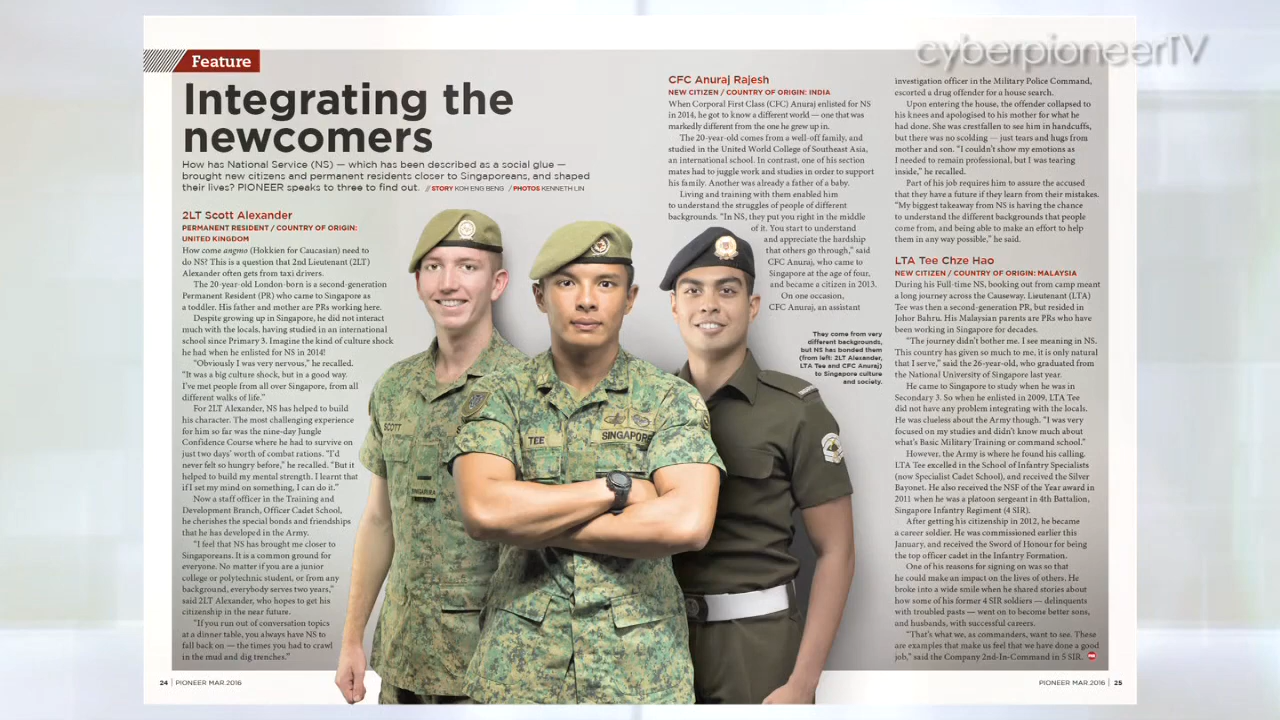 cyberpioneerTV
Feature
Integrating the
newcomers
How has National Service (NS) — which has been described as a social glue —
brought new citizens and permanent residents closer to Singaporeans, and shaped
their lives? PIONEER speaks to three to find out. // STORY KOH ENG BENG / PHOTOS KENNETH LIN
2LT Scott Alexander
PERMANENT RESIDENT / COUNTRY OF ORIGIN:
UNITED KINGDOM
How come angmo (Hokkien for Caucasian) need to
do NS? This is a question that 2nd Lieutenant (2LT)
Alexander often gets from taxi drivers.
The 20-year-old London-born is a second-generation
Permanent Resident (PR) who came to Singapore as
a toddler. His father and mother are PRs working here.
Despite growing up in Singapore, he did not interact
much with the locals, having studied in an international
school since Primary 3. Imagine the kind of culture shock
he had when he enlisted for NS in 2014!
"Obviously I was very nervous," he recalled.
"It was a big culture shock, but in a good way.
I've met people from all over Singapore, from all
different walks of life."
For 2LT Alexander, NS has helped to build
his character. The most challenging experience
for him so far was the nine-day Jungle
Confidence Course where he had to survive on
just two days' worth of combat rations. "I'd
never felt so hungry before," he recalled. "But it
helped to build my mental strength. I learnt that
if I set my mind on something, I can do it."
Now a staff officer in the Training and
Development Branch, Officer Cadet School,
he cherishes the special bonds and friendships
that he has developed in the Army.
"I feel that NS has brought me closer to
Singaporeans. It is a common ground for
everyone. No matter if you are a junior
college or polytechnic student, or from any
background, everybody serves two years,"
said 2LT Alexander, who hopes to get his
citizenship in the near future.
"If you run out of conversation topics
at a dinner table, you always have NS to
fall back on — the times you had to crawl
in the mud and dig trenches."
SCOTT
SINGAPURA
TEE
SINGAPORE
CFC Anuraj Rajesh
NEW CITIZEN / COUNTRY OF ORIGIN: INDIA
When Corporal First Class (CFC) Anuraj enlisted for NS
in 2014, he got to know a different world — one that was
markedly different from the one he grew up in.
The 20-year-old comes from a well-off family, and
studied in the United World College of Southeast Asia,
an international school. In contrast, one of his section
mates had to juggle work and studies in order to support
his family. Another was already a father of a baby.
Living and training with them enabled him
to understand the struggles of people of different
backgrounds. "In NS, they put you right in the middle
of it. You start to understand
and appreciate the hardship
that others go through," said
CFC Anuraj, who came to
Singapore at the age of four,
and became a citizen in 2013.
On one occasion,
CFC Anuraj, an assistant
They come from very
different backgrounds,
but NS has bonded them
(from left: 2LT Alexander,
LTA Tee and CFC Anuraj)
to Singapore culture
and society.
investigation officer in the Military Police Command,
escorted a drug offender for a house search.
Upon entering the house, the offender collapsed to
his knees and apologised to his mother for what he
had done. She was crestfallen to see him in handcuffs,
but there was no scolding — just tears and hugs from
mother and son. "I couldn't show my emotions as
I needed to remain professional, but I was tearing
inside," he recalled.
Part of his job requires him to assure the accused
that they have a future if they learn from their mistakes.
"My biggest takeaway from NS is having the chance
to understand the different backgrounds that people
come from, and being able to make an effort to help
them in any way possible," he said.
LTA Tee Chze Hao
NEW CITIZEN / COUNTRY OF ORIGIN: MALAYSIA
During his Full-time NS, booking out from camp meant
a long journey across the Causeway. Lieutenant (LTA)
Tee was then a second-generation PR, but resided in
Johor Bahru. His Malaysian parents are PRs who have
been working in Singapore for decades.
"The journey didn't bother me. I see meaning in NS.
This country has given so much to me, it is only natural
that I serve," said the 26-year-old, who graduated from
the National University of Singapore last year.
He came to Singapore to study when he was in
Secondary 3. So when he enlisted in 2009, LTA Tee
did not have any problem integrating with the locals.
He was clueless about the Army though. "I was very
focused on my studies and didn't know much about
what's Basic Military Training or command school."
However, the Army is where he found his calling.
LTA Tee excelled in the School of Infantry Specialists
(now Specialist Cadet School), and received the Silver
Bayonet. He also received the NSF of the Year award in
2011 when he was a platoon sergeant in 4th Battalion,
Singapore Infantry Regiment (4 SIR).
After getting his citizenship in 2012, he became
a career soldier. He was commissioned earlier this
January, and received the Sword of Honour for being
the top officer cadet in the Infantry Formation.
One of his reasons for signing on was so that
he could make an impact on the lives of others. He
broke into a wide smile when he shared stories about
how some of his former 4 SIR soldiers — delinquents
with troubled pasts — went on to become better sons,
and husbands, with successful careers.
"That's what we, as commanders, want to see. These
are examples that make us feel that we have done a good
job," said the Company 2nd-In-Command in 5 SIR.
24 | PIONEER MAR.2016
PIONEER MAR.2016 | 25